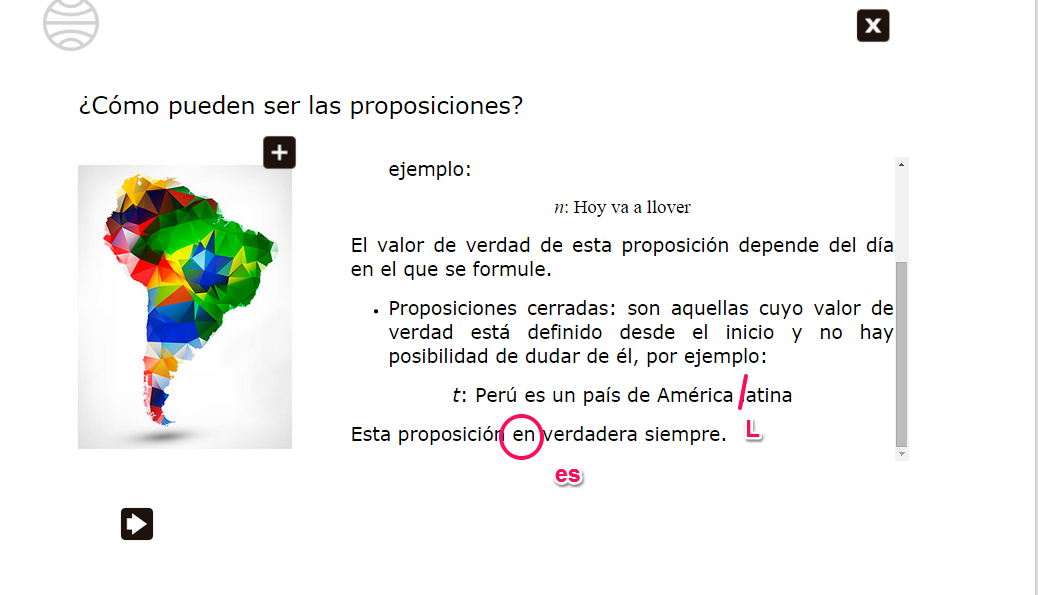 ¿Cómo pueden ser las proposiciones?
ejemplo:
n: Hoy va a llover
El valor de verdad de esta proposición depende del día
en el que se formule.
• Proposiciones cerradas: son aquellas cuyo valor de
verdad está definido desde el inicio y no hay
posibilidad de dudar de él, por ejemplo:
t: Perú es un país de América latina
L
Esta proposición en verdadera siempre.
es